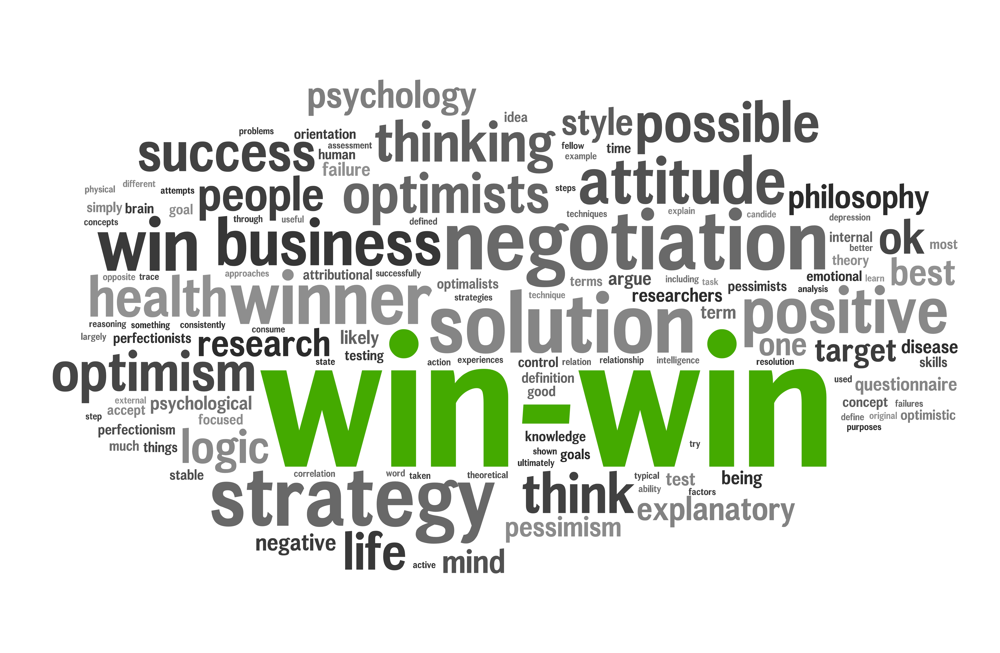 psychology
idea
style possible
thinking
problems
orientation
success
assessment
human
failure
fellow
time
example
attitude
optimists
steps
people
physical
different
attempts
philosophy
simply
brain
goal
concepts
through
useful
defined
techniques
explain
candide
depression
win business negotiation
internal
better
ok
most
theory
best
opposite
trace
approaches
attributional
successfully
optimalists
terms
argue
including
task
emotional
learn
health winner
strategies
technique
researchers
pessimists
analysis
solution
term
positive
reasoning
something
consistently
consume
largely
perfectionists
research
likely
testing
state
one
target
disease
skills
optimism
action
experiences
control
relation
relationship
intelligence
resolution
definition
good
win-win
used
questionnaire
external
accept
psychological
concept
failures
step
focused
define
original
optimistic
purposes
perfectionism
much
things
logic
knowledge
try
shown
goals
ultimately
stable
correlation
word
taken
theoretical
typical
test
being
strategy
think
ability
factors
explanatory
pessimism
negative
life
active
mind